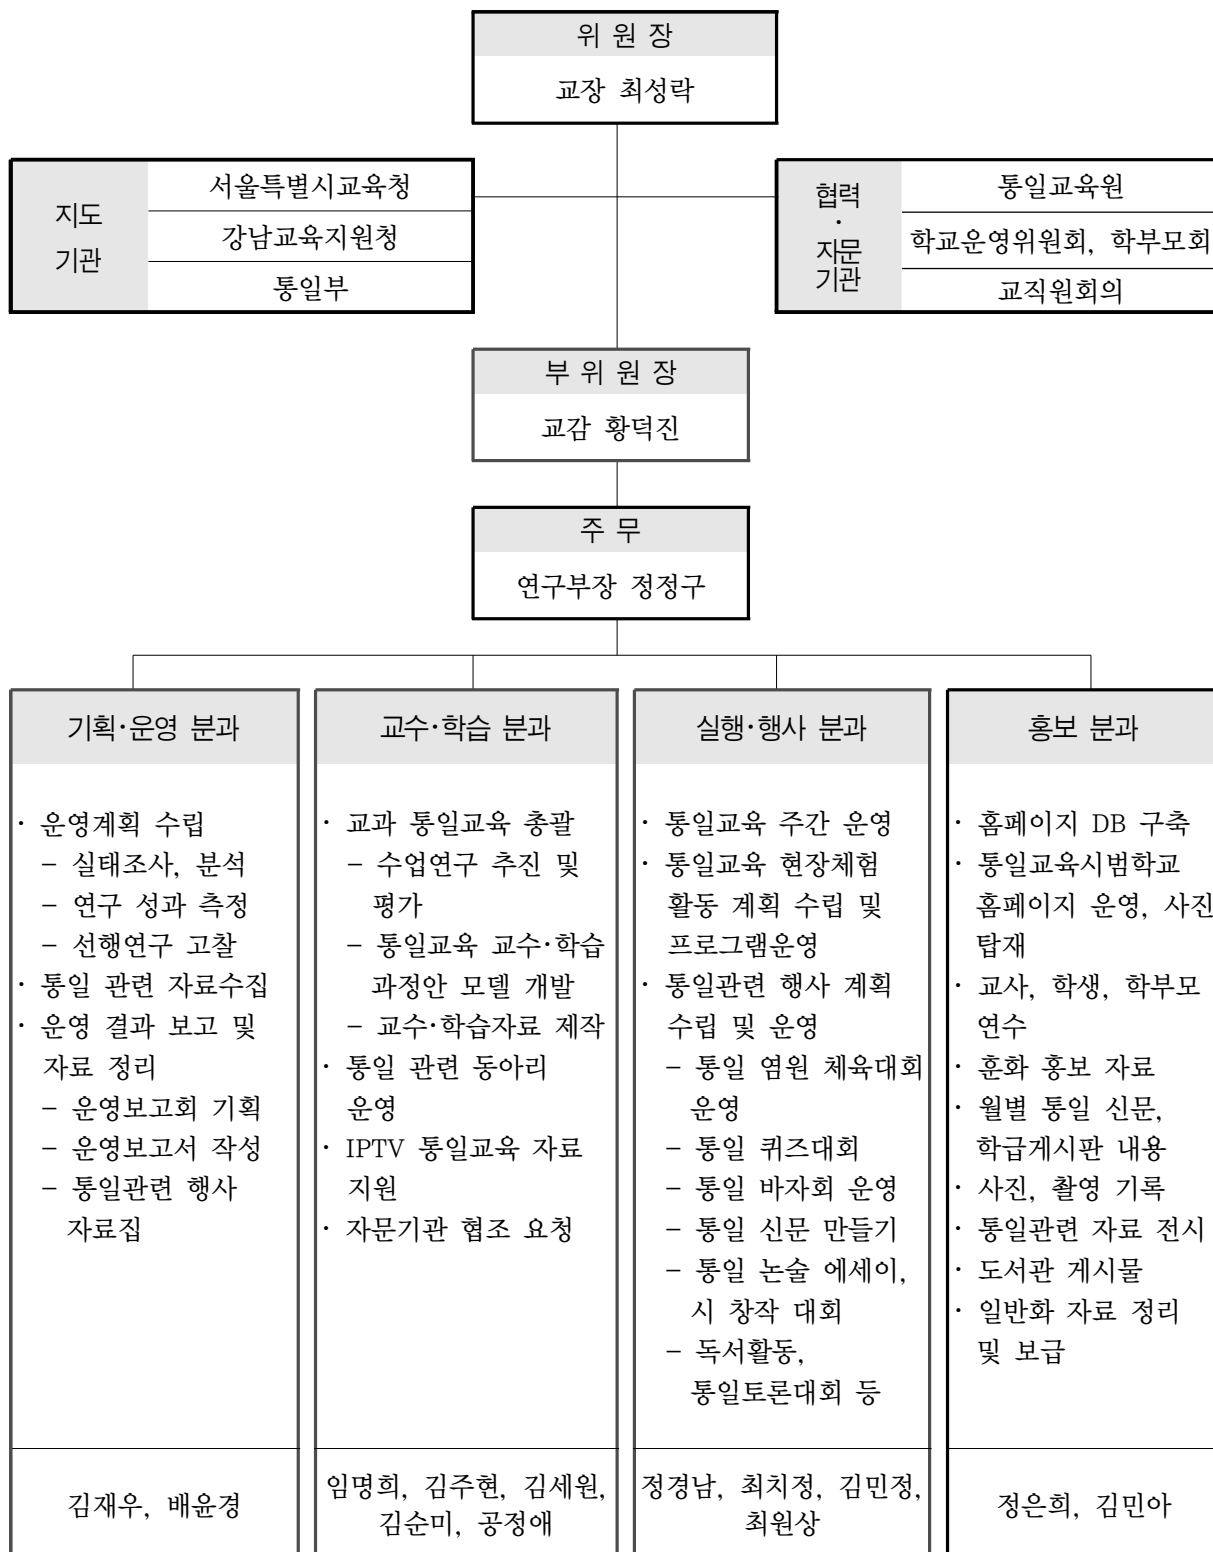 위 원 장
교장 최성락
지도
기관
서울특별시교육청
강남교육지원청
통일부
협력
·
자문
기관
통일교육원
학교운영위원회, 학부모회
교직원회의
부 위 원 장
교감 황덕진
주 무
연구부장 정정구
기획·운영 분과
· 운영계획 수립
– 실태조사, 분석
– 연구 성과 측정
– 선행연구 고찰
· 통일 관련 자료수집
· 운영 결과 보고 및
자료 정리
– 운영보고회 기획
– 운영보고서 작성
– 통일관련 행사
자료집
김재우, 배윤경
교수·학습 분과
· 교과 통일교육 총괄
– 수업연구 추진 및
평가
– 통일교육 교수·학습
과정안 모델 개발
– 교수·학습자료 제작
· 통일 관련 동아리
운영
· IPTV 통일교육 자료
지원
· 자문기관 협조 요청
임명희, 김주현, 김세원,
김순미, 공정애
실행·행사 분과
· 통일교육 주간 운영
· 통일교육 현장체험
활동 계획 수립 및
프로그램운영
· 통일관련 행사 계획
수립 및 운영
– 통일 염원 체육대회
운영
– 통일 퀴즈대회
– 통일 바자회 운영
– 통일 신문 만들기
– 통일 논술 에세이,
시 창작 대회
– 독서활동,
통일토론대회 등
정경남, 최치정, 김민정,
최원상
홍보 분과
· 홈페이지 DB 구축
· 통일교육시범학교
홈페이지 운영, 사진
탑재
· 교사, 학생, 학부모
연수
· 훈화 홍보 자료
· 월별 통일 신문,
학급게시판 내용
· 사진, 촬영 기록
· 통일관련 자료 전시
· 도서관 게시물
· 일반화 자료 정리
및 보급
정은희, 김민아